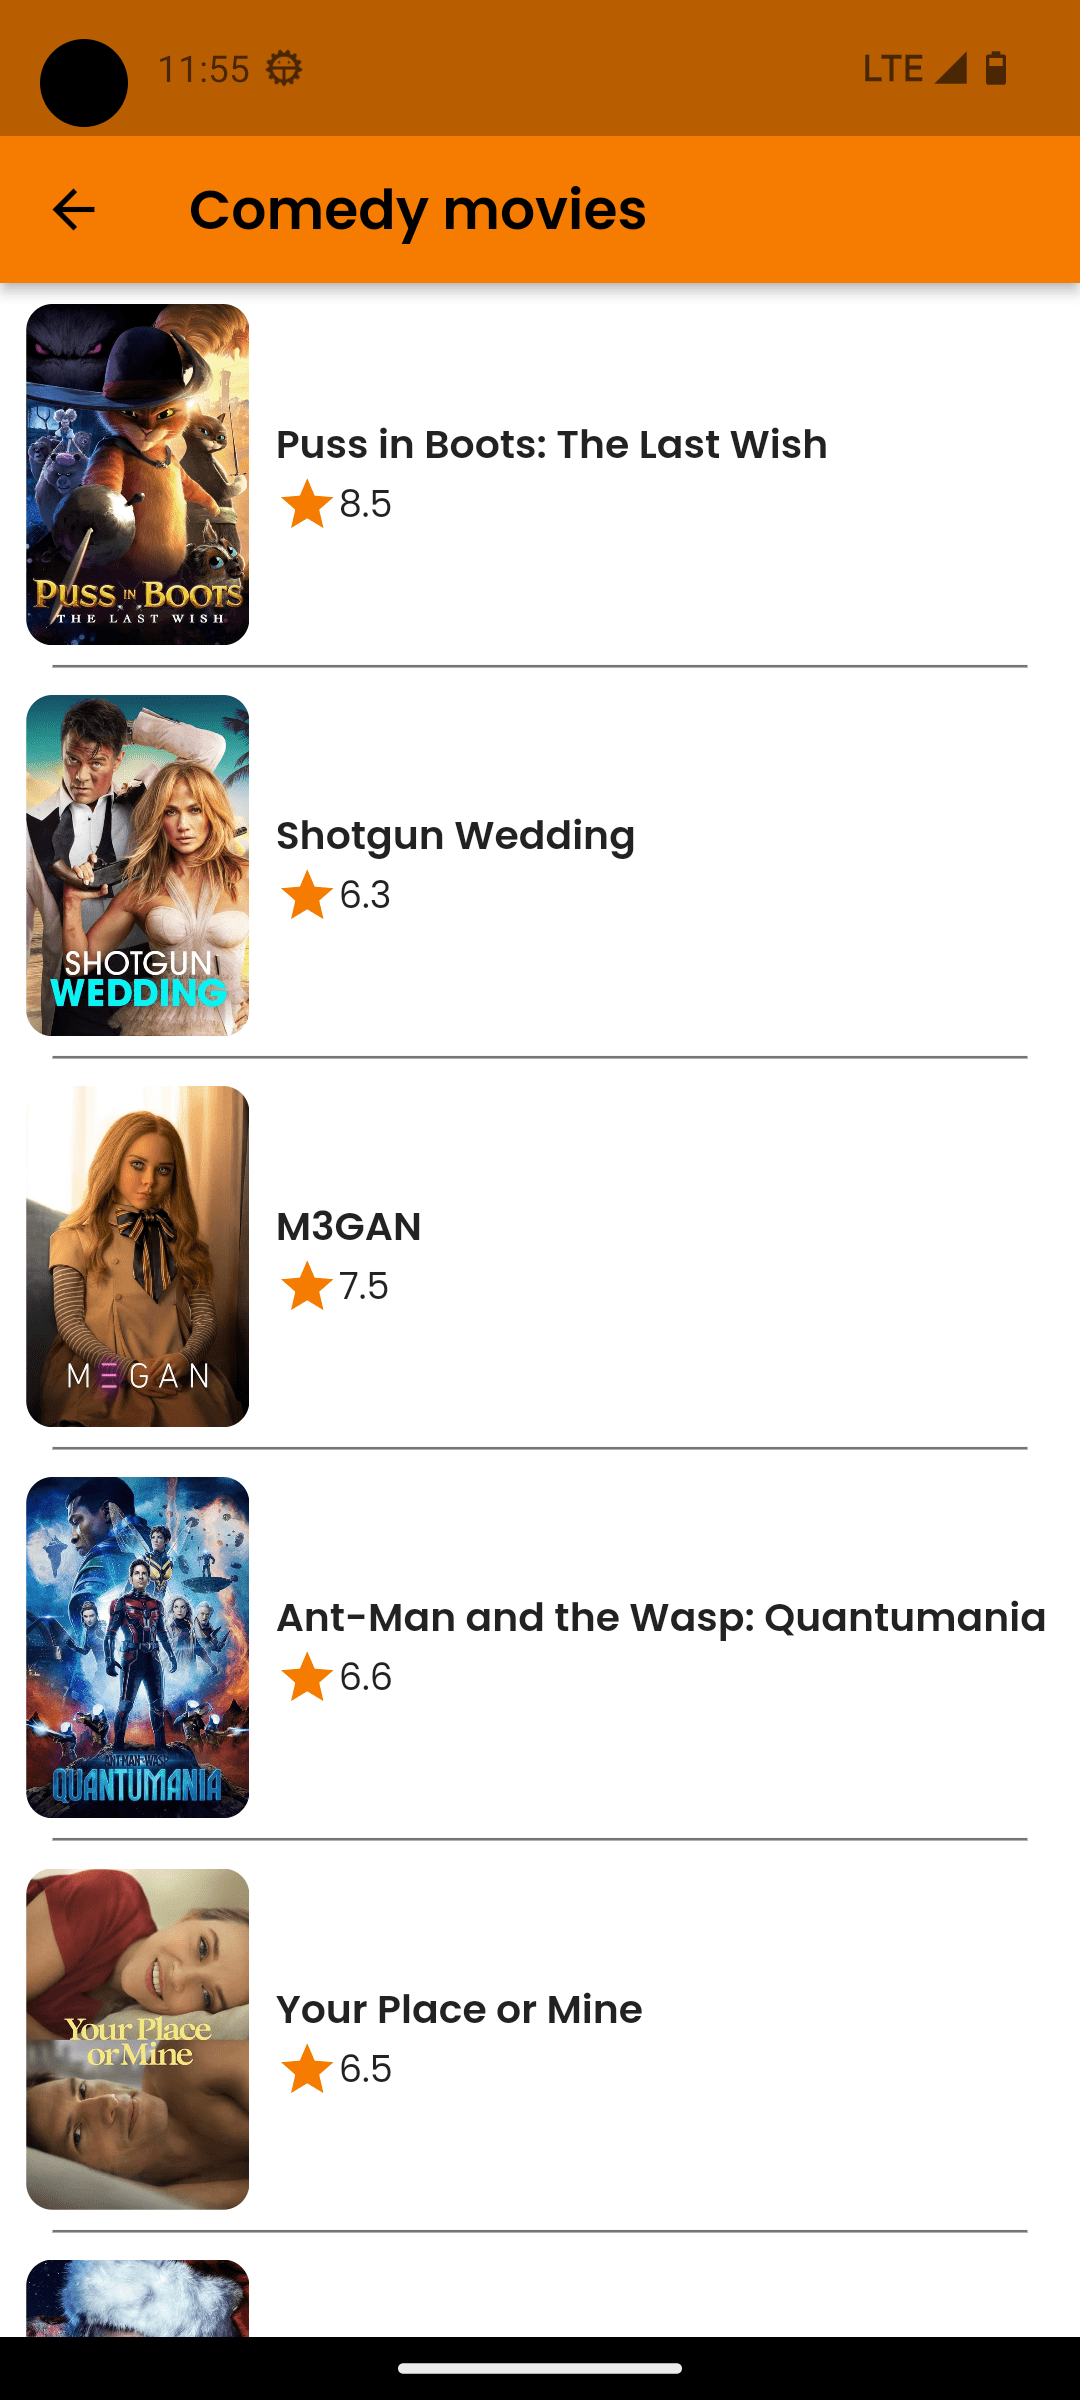 11:55
LTE
Comedy movies
PUSS IN BOOTS
THE LAST WISH
Puss in Boots: The Last Wish
8.5
SHOTGUN
WEDDING
Shotgun Wedding
6.3
M3GAN
M3GAN
7.5
ANT-MAN AND THE WASP
QUANTUMANIA
Ant-Man and the Wasp: Quantumania
6.6
Your Place
or Mine
Your Place or Mine
6.5